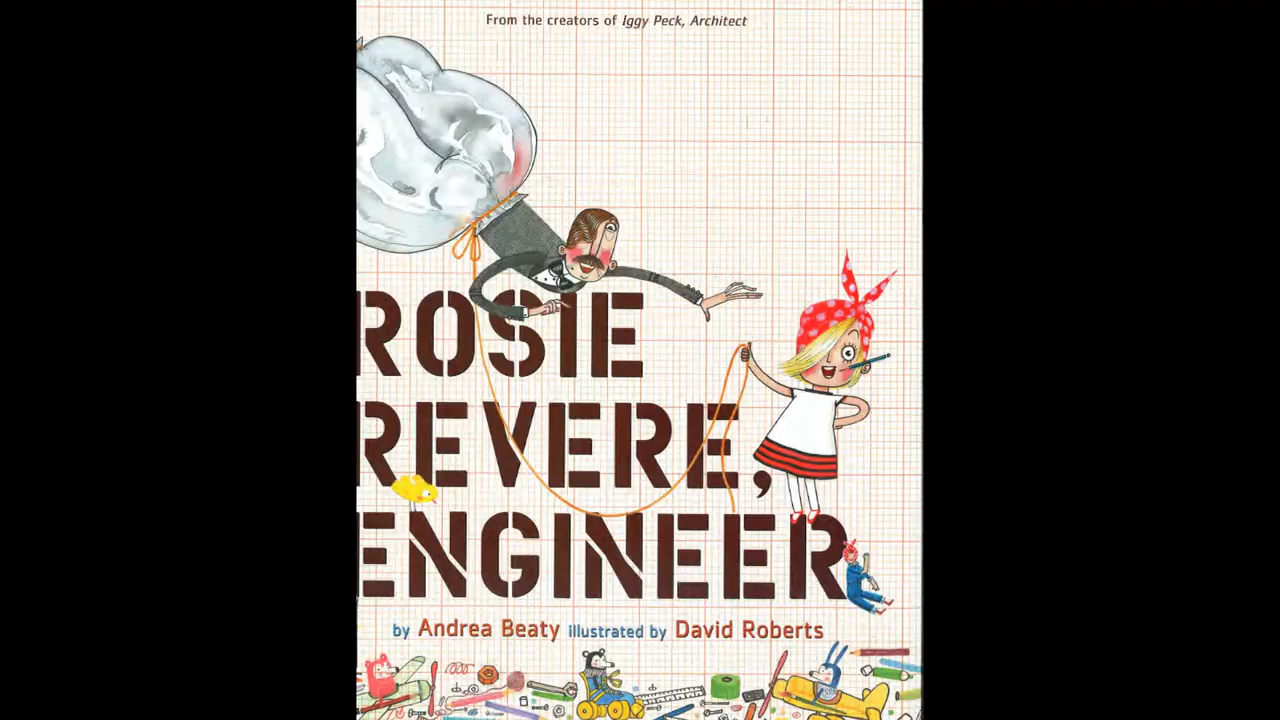 From the creators of Iggy Peck, Architect
ROSIE
REVERE,
ENGINEER
by Andrea Beaty illustrated by David Roberts